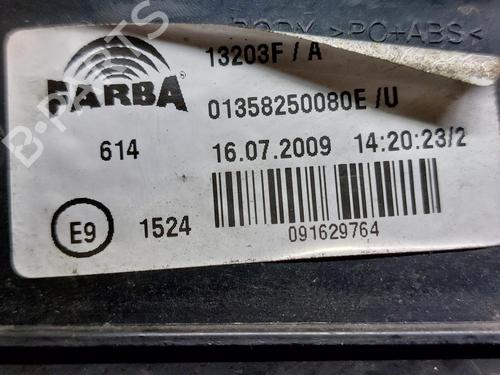 BODY >PC+ABS<
13203F / A
FARBA
01358250080E /U
614
16.07.2009 14:20:23/2
E9
1524
091629764
B-PARTS